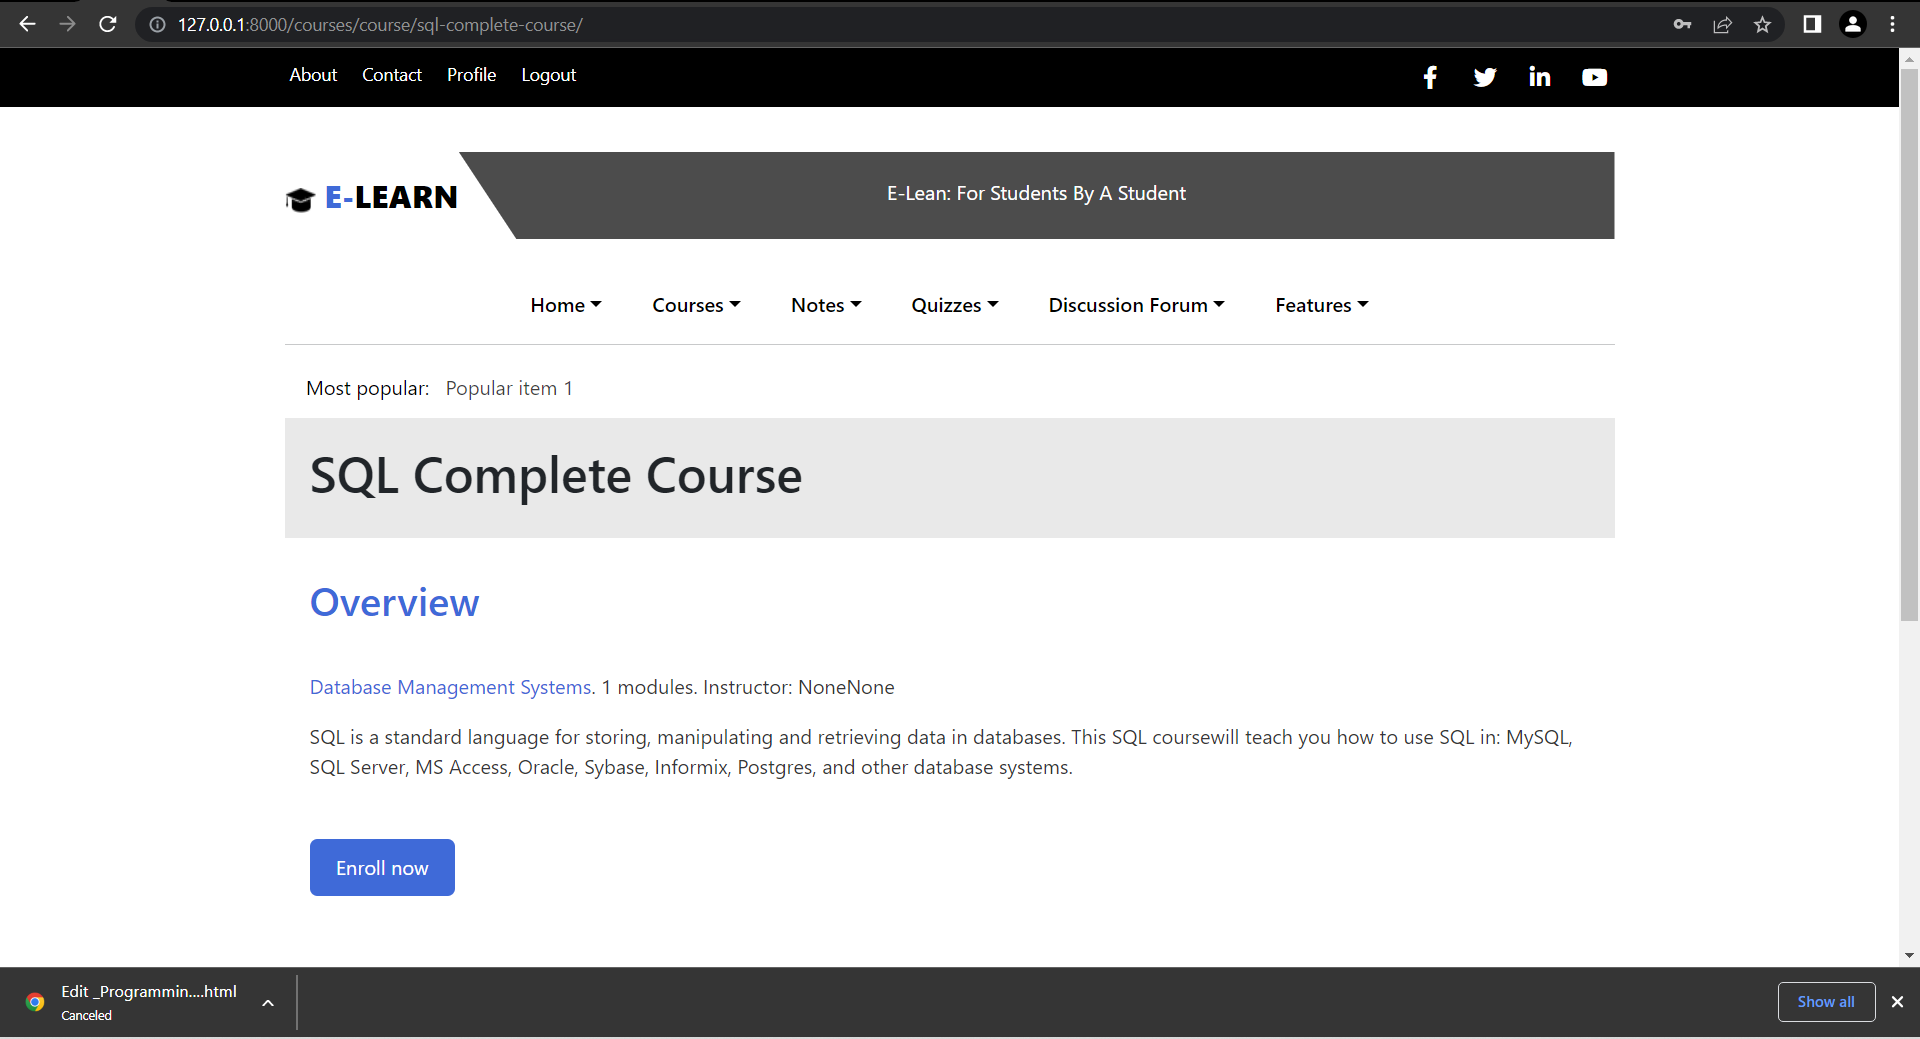 127.0.0.1:8000/courses/course/sql-complete-course/
About Contact Profile Logout
E-LEARN
E-Lean: For Students By A Student
Home Courses Notes Quizzes Discussion Forum Features
Most popular: Popular item 1
SQL Complete Course
Overview
Database Management Systems. 1 modules. Instructor: NoneNone
SQL is a standard language for storing, manipulating and retrieving data in databases. This SQL coursewill teach you how to use SQL in: MySQL,
SQL Server, MS Access, Oracle, Sybase, Informix, Postgres, and other database systems.
Enroll now
Edit _Programmin....html
Canceled
Show all